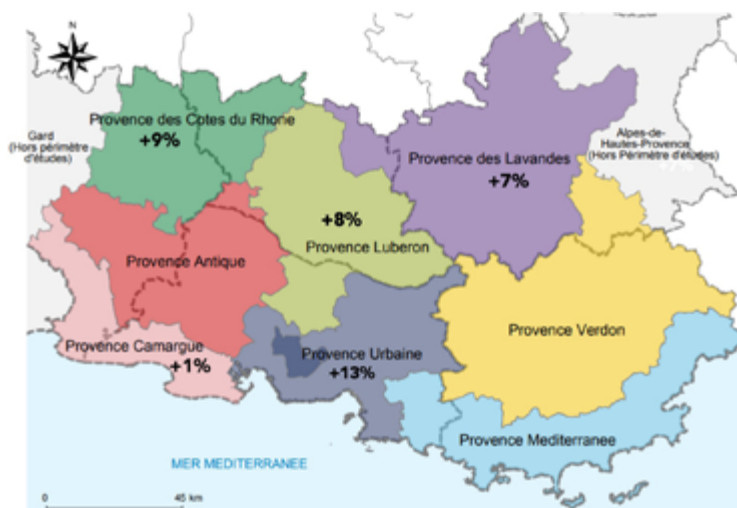 N
Provence des Cotes du Rhone
+9%
Gard
(Hors périmètre
d'études)
Alpes-de-
Hautes-Provence
(Hors Périmètre d'études)
Provence des Lavandes
+7%
+8%
Provence Luberon
Provence Antique
Provence Verdon
Provence Camargue
+1%
Provence Urbaine
+13%
Provence Mediterranee
MER MEDITERRANEE
0
45 km